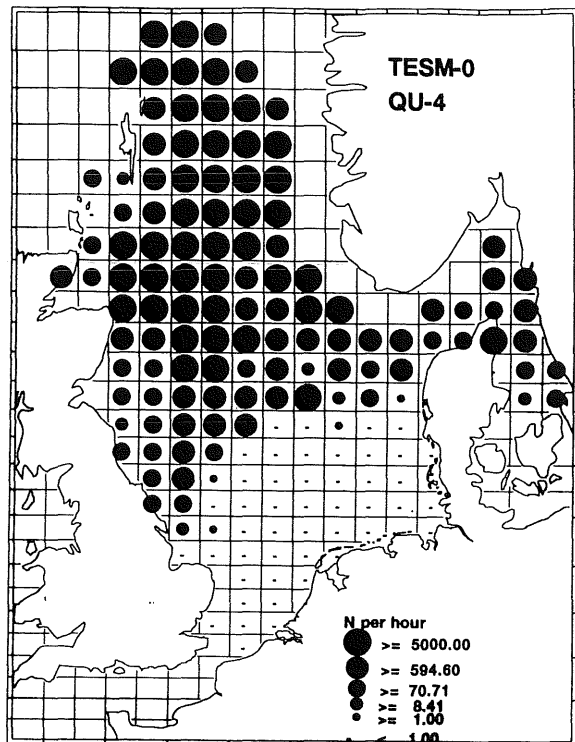 TESM-0
QU-4
N per hour
>= 5000.00
>= 594.60
>= 70.71
>= 8.41
>= 1.00
< 1.00